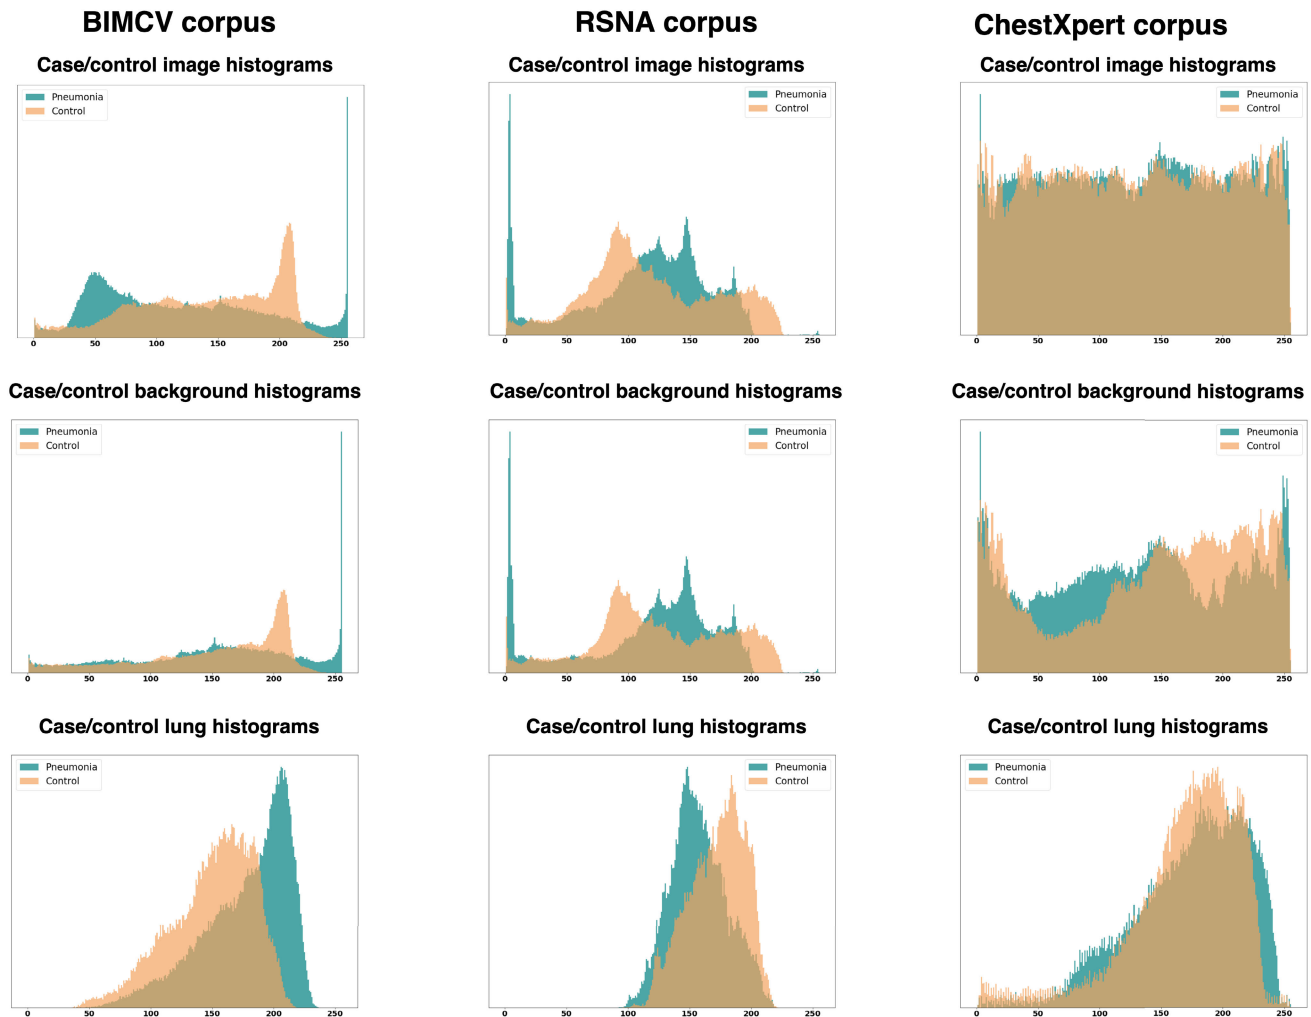 BIMCV corpus
RSNA corpus
ChestXpert corpus
Case/control image histograms
Case/control image histograms
Case/control image histograms
Pneumonia
Control
Pneumonia
Control
Pneumonia
Control
0 50 100 150 200 250
0 50 100 150 200 250
0 50 100 150 200 250
Case/control background histograms
Case/control background histograms
Case/control background histograms
Pneumonia
Control
Pneumonia
Control
Pneumonia
Control
0 50 100 150 200 250
0 50 100 150 200 250
0 50 100 150 200 250
Case/control lung histograms
Case/control lung histograms
Case/control lung histograms
Pneumonia
Control
Pneumonia
Control
Pneumonia
Control
0 50 100 150 200 250
0 50 100 150 200 250
0 50 100 150 200 250